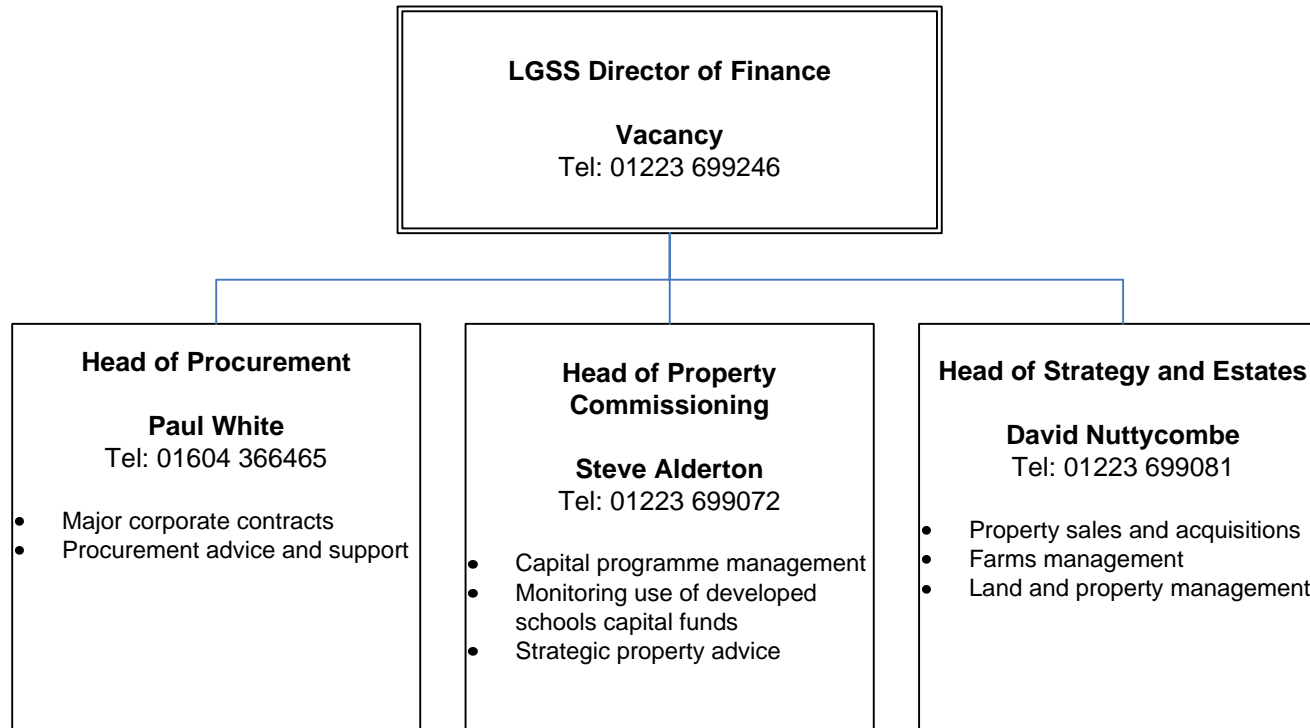 LGSS Director of Finance
Vacancy
Tel: 01223 699246
Head of Procurement
Paul White
Tel: 01604 366465
• Major corporate contracts
• Procurement advice and support
Head of Property
Commissioning
Steve Alderton
Tel: 01223 699072
• Capital programme management
• Monitoring use of developed
schools capital funds
• Strategic property advice
Head of Strategy and Estates
David Nuttycombe
Tel: 01223 699081
• Property sales and acquisitions
• Farms management
• Land and property management